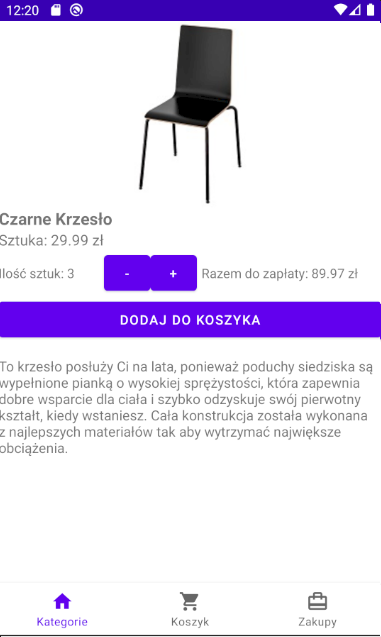 12:20
Czarne Krzesło
Sztuka: 29.99 zł
Ilość sztuk: 3 - + Razem do zapłaty: 89.97 zł
DODAJ DO KOSZYKA
To krzesło posłuży Ci na lata, ponieważ poduchy siedziska są
wypełnione pianką o wysokiej sprężystości, która zapewnia
dobre wsparcie dla ciała i szybko odzyskuje swój pierwotny
kształt, kiedy wstaniesz. Cała konstrukcja została wykonana
z najlepszych materiałów tak aby wytrzymać największe
obciążenia.
Kategorie Koszyk Zakupy